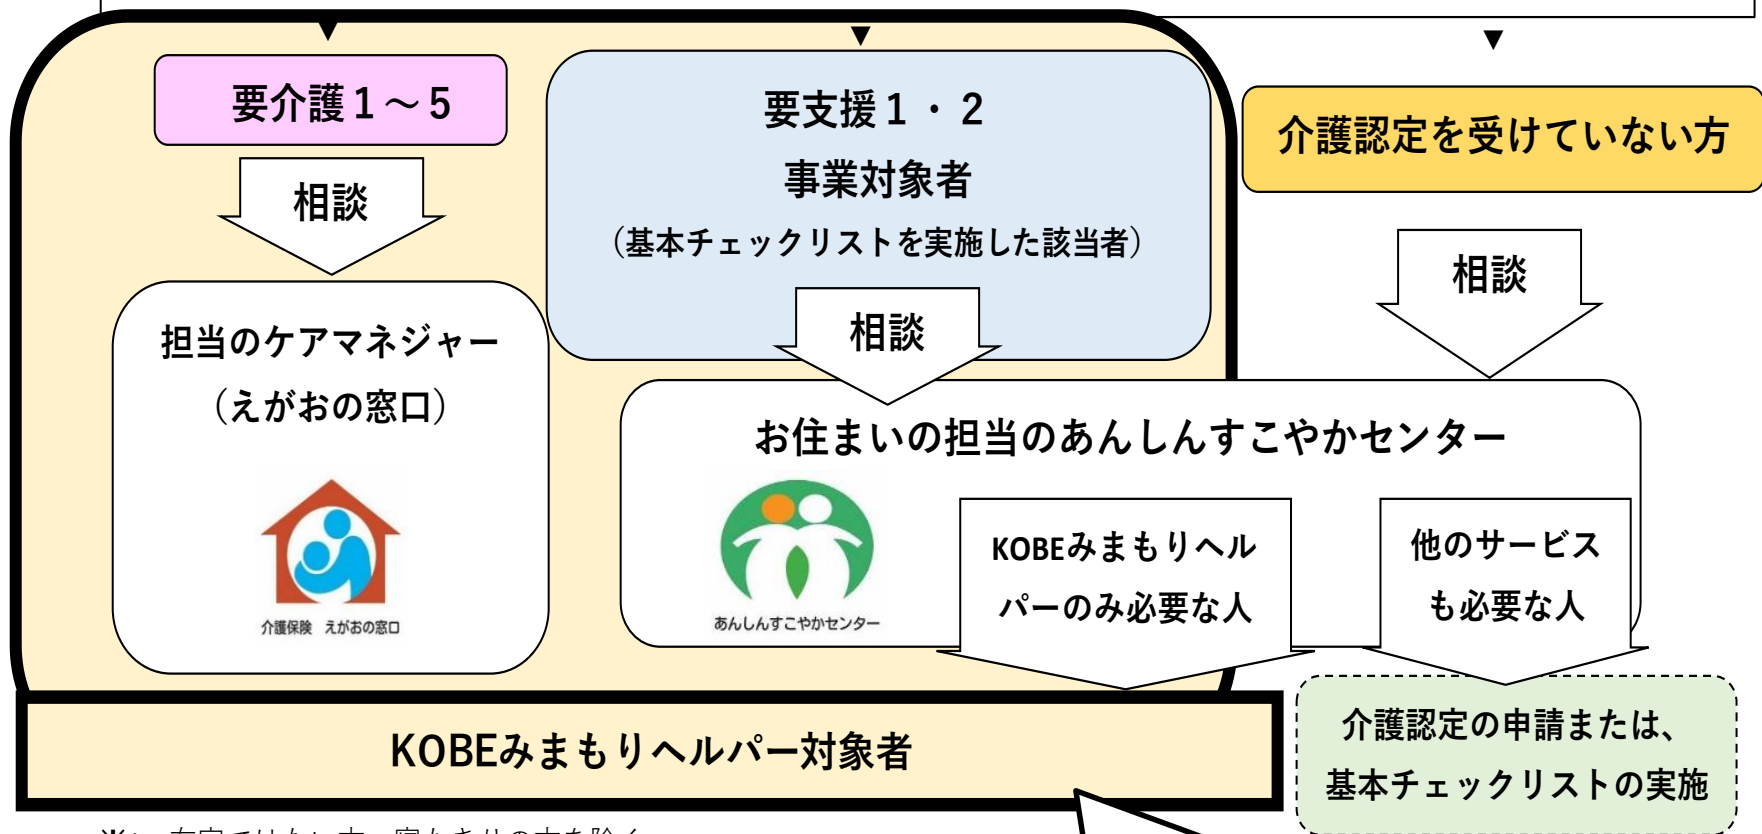 要介護１～５
相談
担当のケアマネジャー
（えがおの窓口）
介護保険　えがおの窓口
要支援１・２
事業対象者
（基本チェックリストを実施した該当者）
相談
介護認定を受けていない方
相談
お住まいの担当のあんしんすこやかセンター
あんしんすこやかセンター
KOBEみまもりヘル
パーのみ必要な人
他のサービス
も必要な人
KOBEみまもりヘルパー対象者
介護認定の申請または、
基本チェックリストの実施